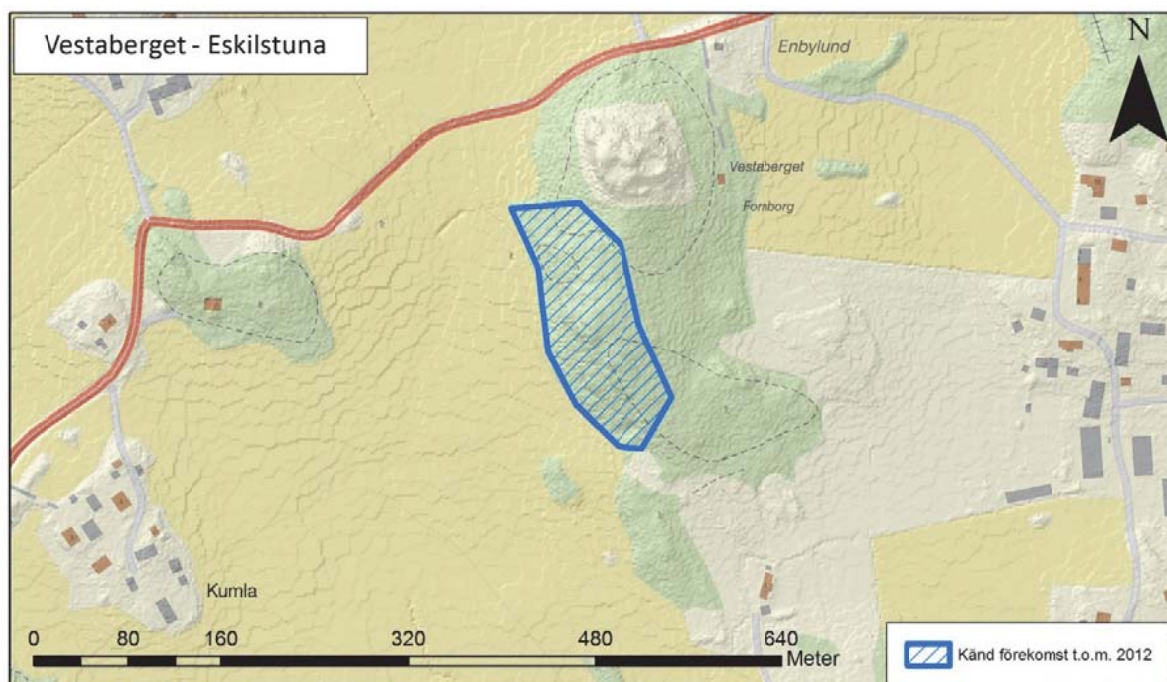 Vestaberget - Eskilstuna
Enbylund
N
Vestaberget
Fornborg
Kumla
0 80 160 320 480 640
Meter
Känd förekomst t.o.m. 2012